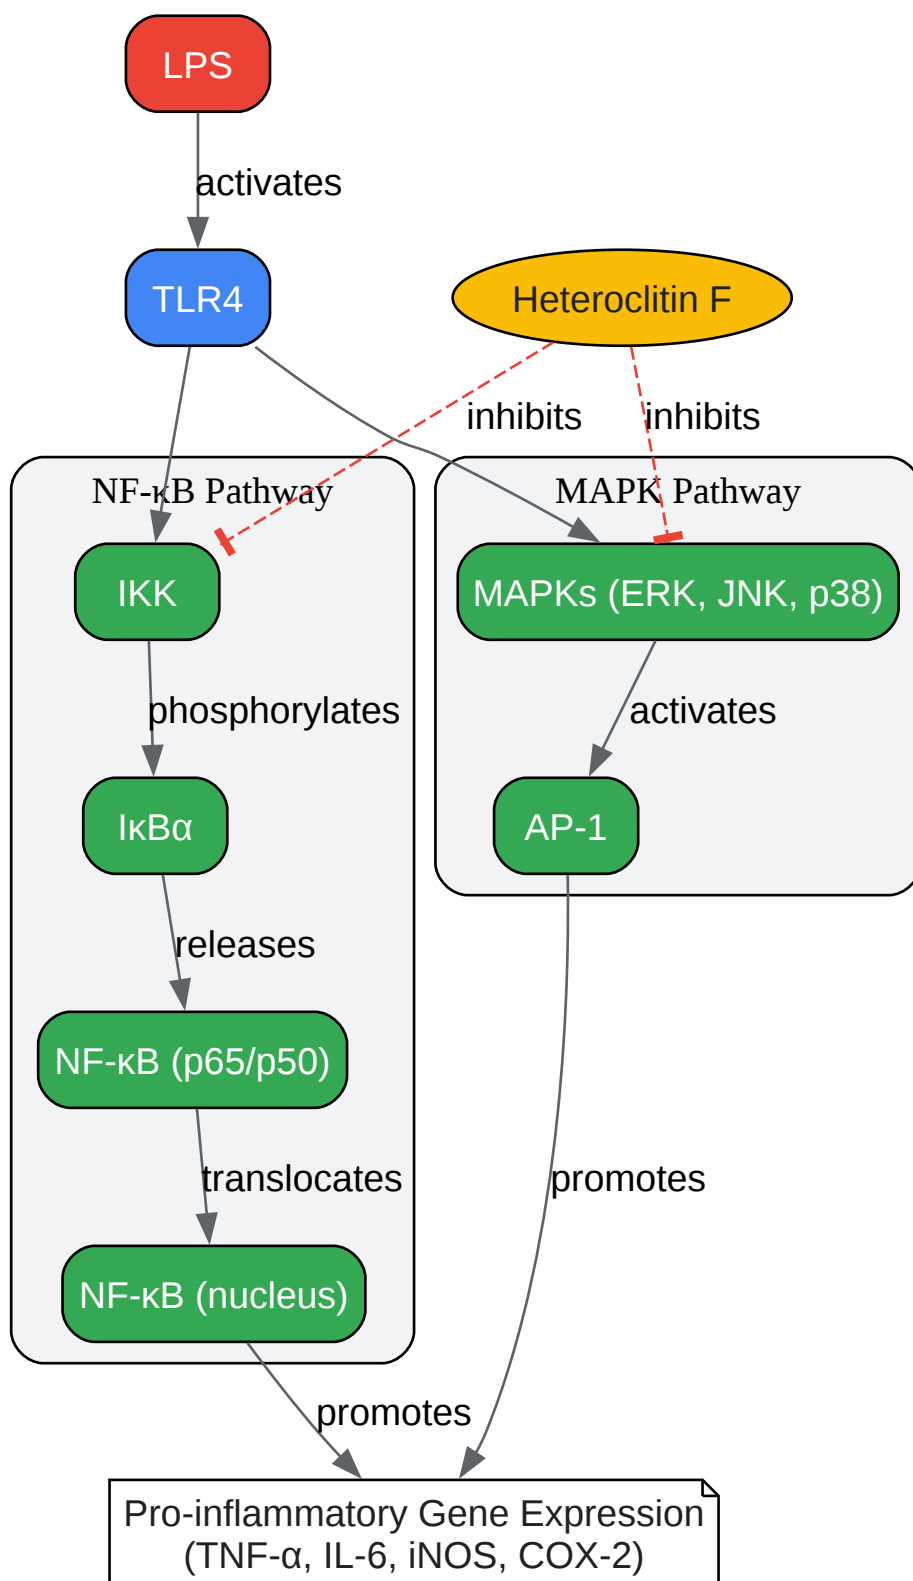 LPS
activates
TLR4
Heteroclitin F
inhibits
inhibits
NF-κB Pathway
MAPK Pathway
IKK
MAPKs (ERK, JNK, p38)
phosphorylates
activates
IκBα
AP-1
releases
NF-κB (p65/p50)
translocates
promotes
NF-κB (nucleus)
promotes
Pro-inflammatory Gene Expression
(TNF-α, IL-6, iNOS, COX-2)